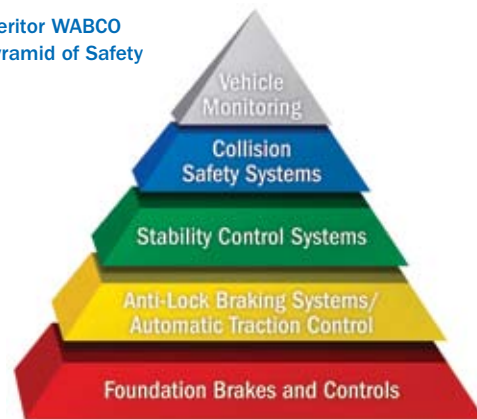 eritor WABCO
yramid of Safety
Vehicle
Monitoring
Collision
Safety Systems
Stability Control Systems
Anti-Lock Braking Systems/
Automatic Traction Control
Foundation Brakes and Controls